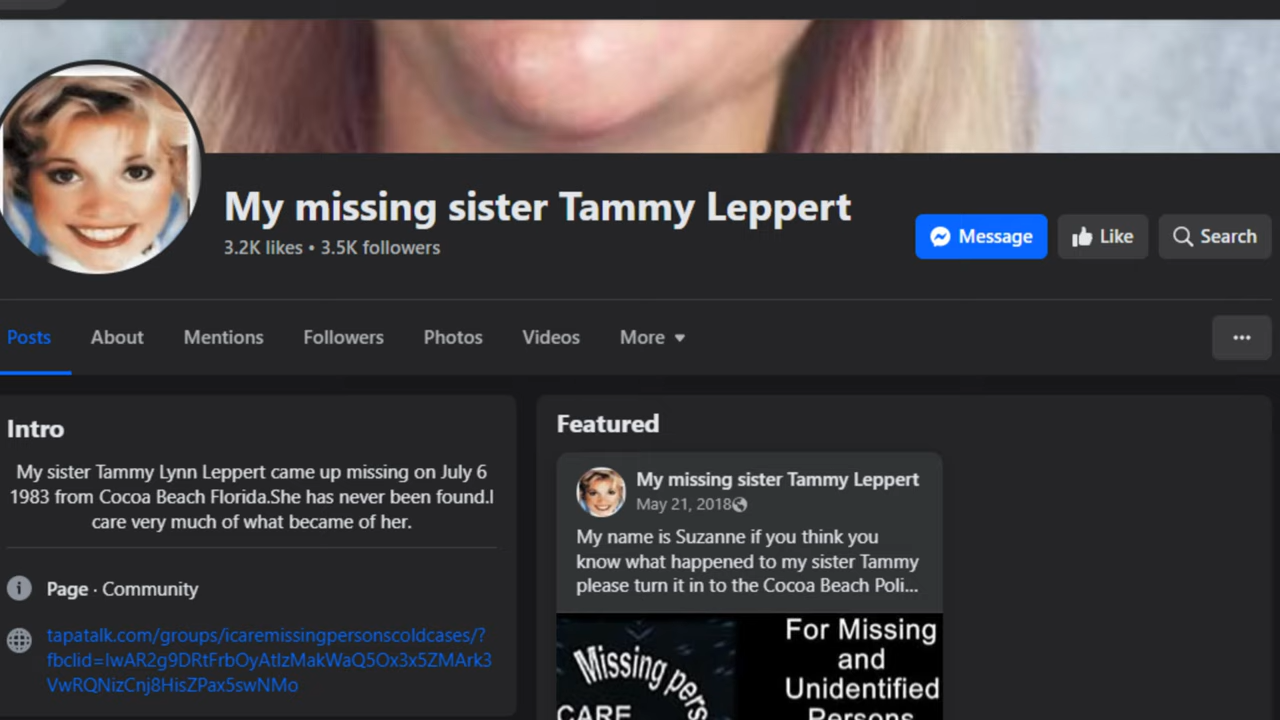 My missing sister Tammy Leppert
3.2K likes • 3.5K followers
Message
Like
Search
Posts
About
Mentions
Followers
Photos
Videos
More
Intro
My sister Tammy Lynn Leppert came up missing on July 6
1983 from Cocoa Beach Florida.She has never been found.I
care very much of what became of her.
Page · Community
tapatalk.com/groups/icaremissingpersonscoldcases/?
fbclid=IwAR2g9DRtFrbOyAtIzMakWaQ5Ox3x5ZMArk3
VwRQNizCnj8HisZPax5swNMo
Featured
My missing sister Tammy Leppert
May 21, 2018
My name is Suzanne if you think you
know what happened to my sister Tammy
please turn it in to the Cocoa Beach Poli...
Missing pers
CARE
For Missing
and
Unidentified
Persons